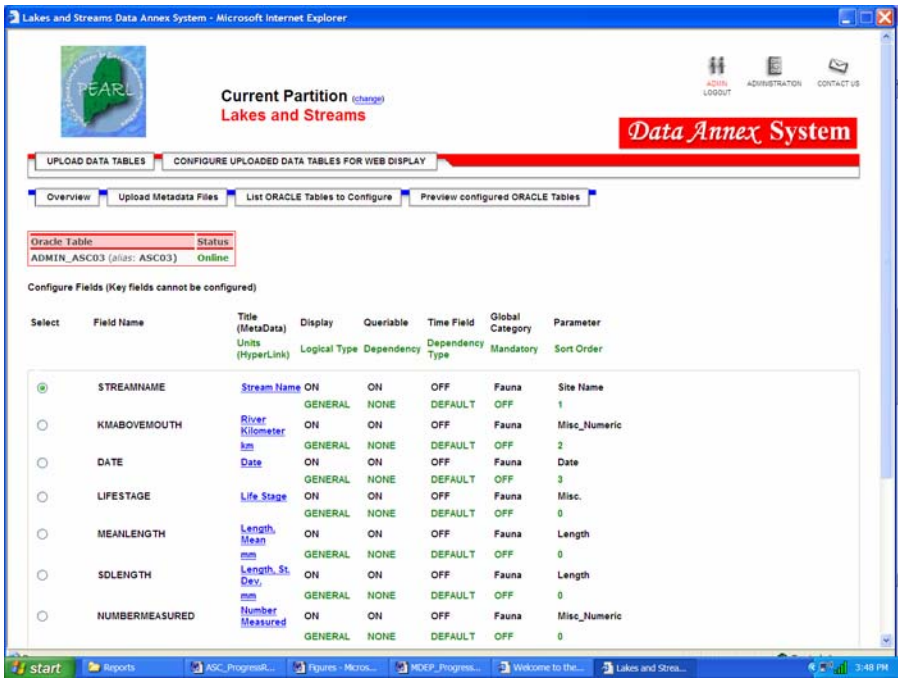 Lakes and Streams Data Annex System - Microsoft Internet Explorer
PEARL
ADMIN LOGOUT
ADMINISTRATION
CONTACT US
Current Partition (change)
Lakes and Streams
Data Annex System
UPLOAD DATA TABLES
CONFIGURE UPLOADED DATA TABLES FOR WEB DISPLAY
Overview
Upload Metadata Files
List ORACLE Tables to Configure
Preview configured ORACLE Tables
Oracle Table Status
ADMIN_ASC03 (alias: ASC03) Online
Configure Fields (Key fields cannot be configured)
Select Field Name Title (MetaData) Display Queriable Time Field Global Category Parameter
Units (HyperLink) Logical Type Dependency Dependency Type Mandatory Sort Order
STREAMNAME Stream Name ON ON OFF Fauna Site Name
GENERAL NONE DEFAULT OFF 1
KMABOVEMOUTH River Kilometer ON ON OFF Fauna Misc_Numeric
km GENERAL NONE DEFAULT OFF 2
DATE Date ON ON OFF Fauna Date
GENERAL NONE DEFAULT OFF 3
LIFESTAGE Life Stage ON ON OFF Fauna Misc.
GENERAL NONE DEFAULT OFF 0
MEANLENGTH Length, Mean ON ON OFF Fauna Length
mm GENERAL NONE DEFAULT OFF 0
SDLENGTH Length, St. Dev. ON ON OFF Fauna Length
mm GENERAL NONE DEFAULT OFF 0
NUMBERMEASURED Number Measured ON ON OFF Fauna Misc_Numeric
GENERAL NONE DEFAULT OFF 0
start
Reports
ASC_ProgressR...
Figures - Micros...
MDEP_Progress...
Welcome to the...
Lakes and Strea...
3:48 PM